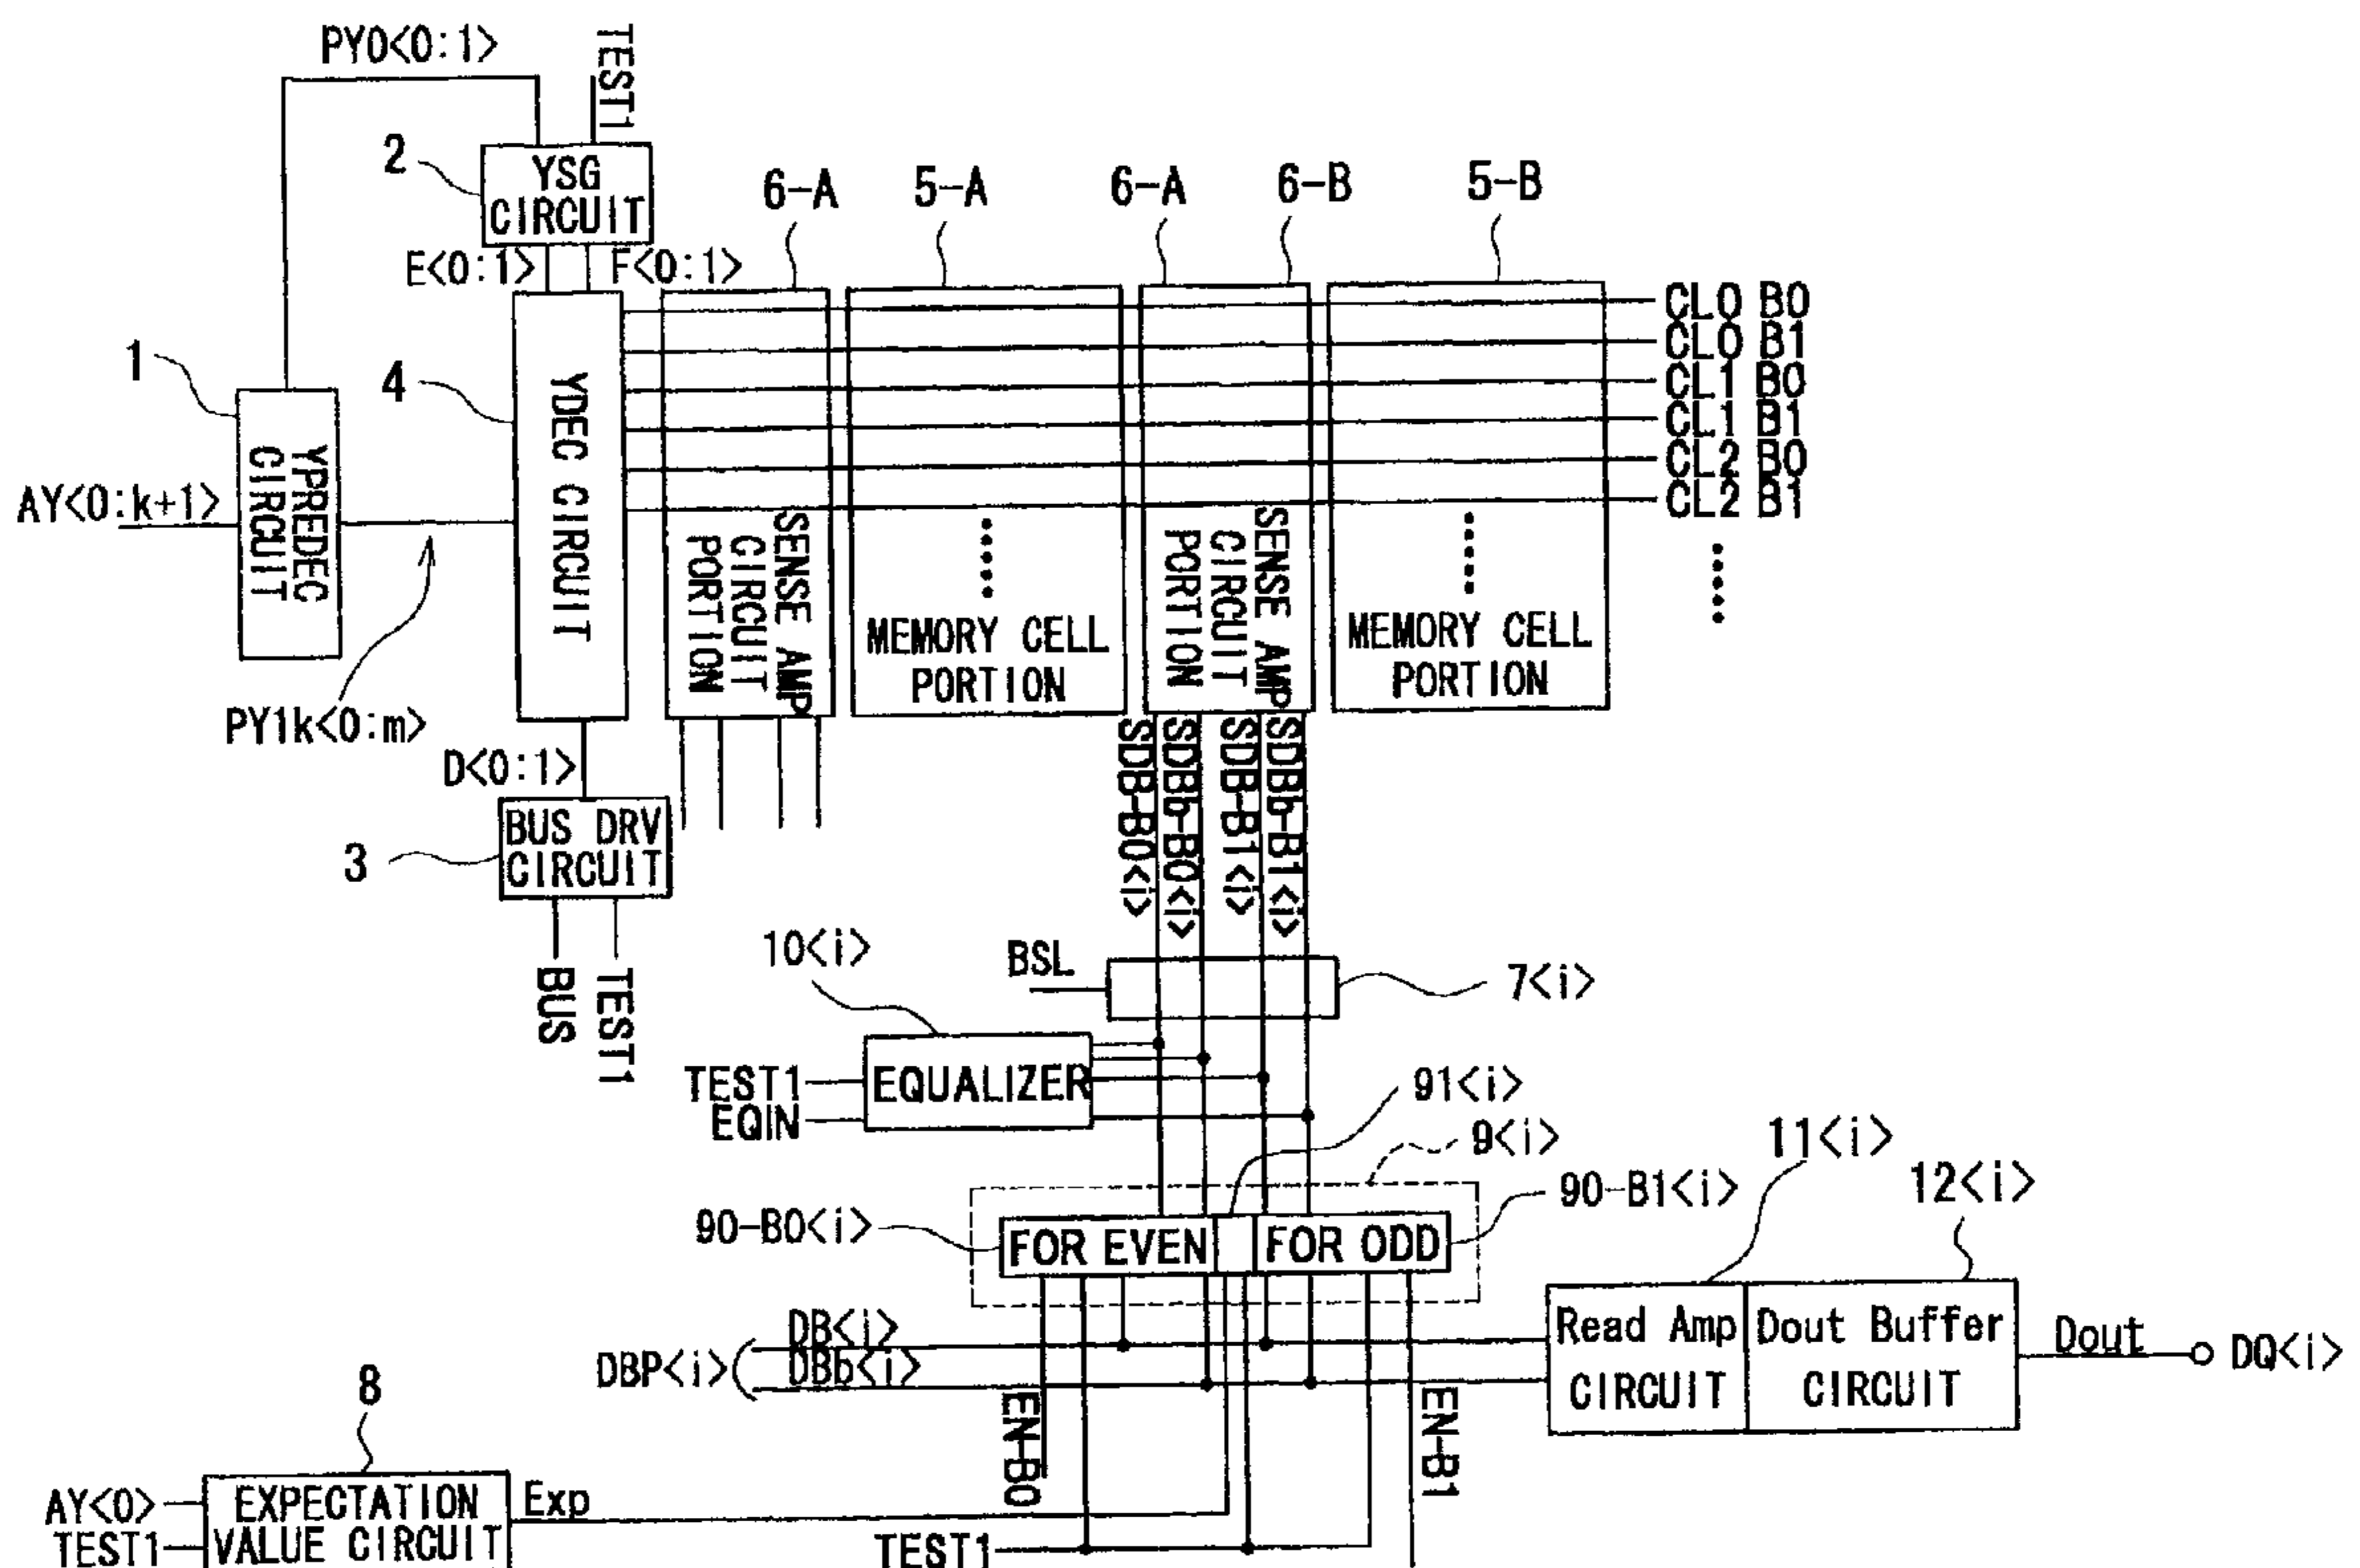 PY0<0:1>
TEST1
2
YSG
CIRCUIT
6-A
5-A
6-A
6-B
5-B
E<0:1>
F<0:1>
CL0 B0
CL0 B1
CL1 B0
CL1 B1
CL2 B0
CL2 B1
1
4
YPREDEC
CIRCUIT
YDEC CIRCUIT
AY<0:k+1>
SENSE AMP
CIRCUIT
PORTION
MEMORY CELL
PORTION
SENSE AMP
CIRCUIT
PORTION
MEMORY CELL
PORTION
PY1k<0:m>
D<0:1>
BUS DRV
CIRCUIT
3
BUS
TEST1
SDB-B0<i>
SDBb-B0<i>
SDB-B1<i>
SDBb-B1<i>
10<i>
BSL
7<i>
TEST1
EQIN
EQUALIZER
91<i>
9<i>
11<i>
12<i>
90-B0<i>
FOR EVEN
FOR ODD
90-B1<i>
DB<i>
DBb<i>
DBP<i>
Read Amp
CIRCUIT
Dout Buffer
CIRCUIT
Dout
DQ<i>
EN-B0
EN-B1
8
AY<0>
TEST1
EXPECTATION
VALUE CIRCUIT
Exp
TEST1